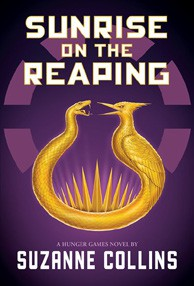 SUNRISE
ON THE
REAPING
A HUNGER GAMES NOVEL BY
SUZANNE COLLINS